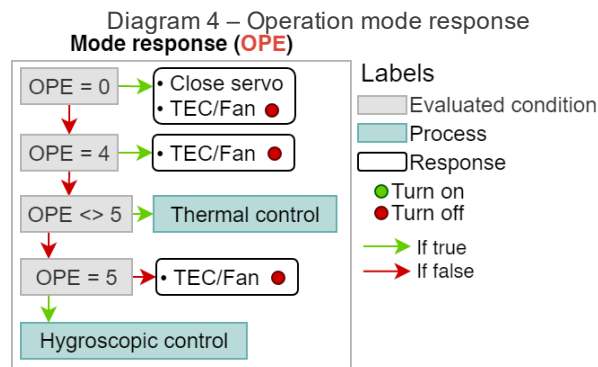 Diagram 4 – Operation mode response
Mode response (OPE)
OPE = 0
• Close servo
• TEC/Fan
OPE = 4
• TEC/Fan
OPE <> 5
Thermal control
OPE = 5
• TEC/Fan
Hygroscopic control
Labels
Evaluated condition
Process
Response
Turn on
Turn off
If true
If false